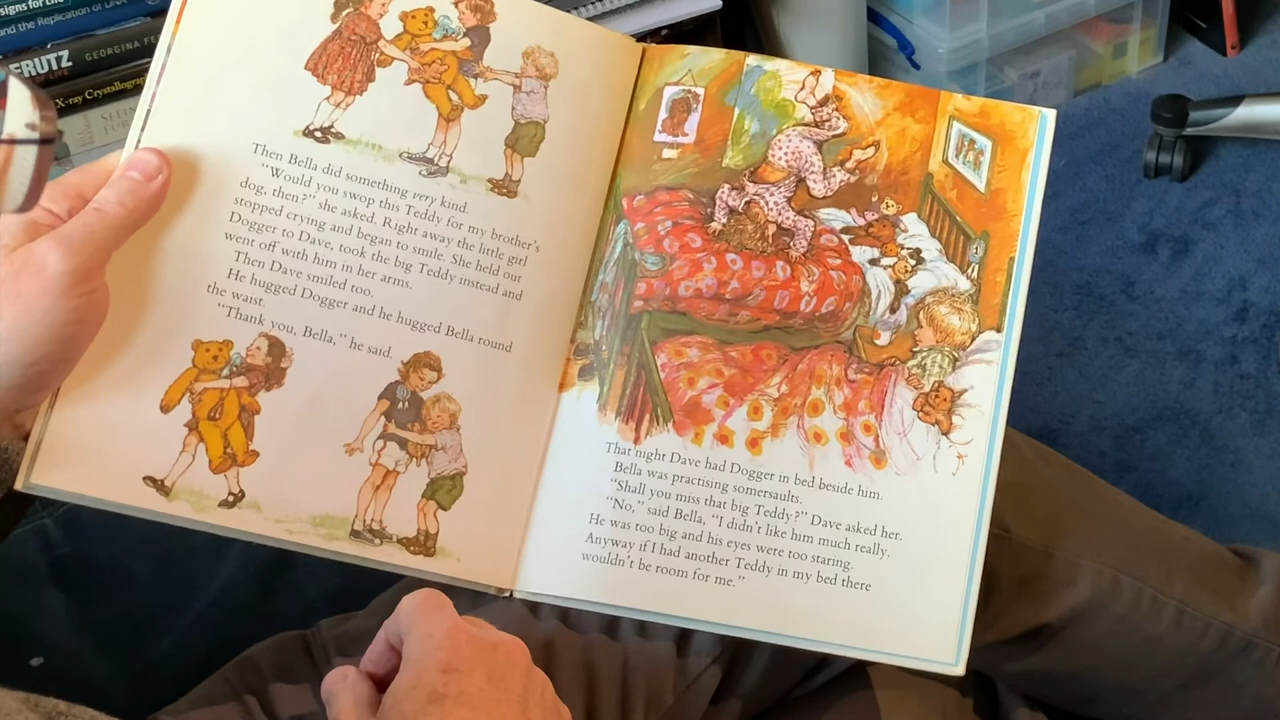 signs for
and the Replication of DNA
PERUTZ GEORGINA
OF LIFE
X-ray
Then Bella did something very kind.
"Would you swop this Teddy for my brother's
dog, then?" she asked. Right away the little girl
stopped crying and began to smile. She held out
Dogger to Dave, took the big Teddy instead and
went off with him in her arms.
Then Dave smiled too.
He hugged Dogger and he hugged Bella round
the waist.
"Thank you, Bella," he said.
That night Dave had Dogger in bed beside him.
Bella was practising somersaults.
"Shall you miss that big Teddy?" Dave asked her.
"No," said Bella, "I didn't like him much really.
He was too big and his eyes were too staring.
Anyway if I had another Teddy in my bed there
wouldn't be room for me."